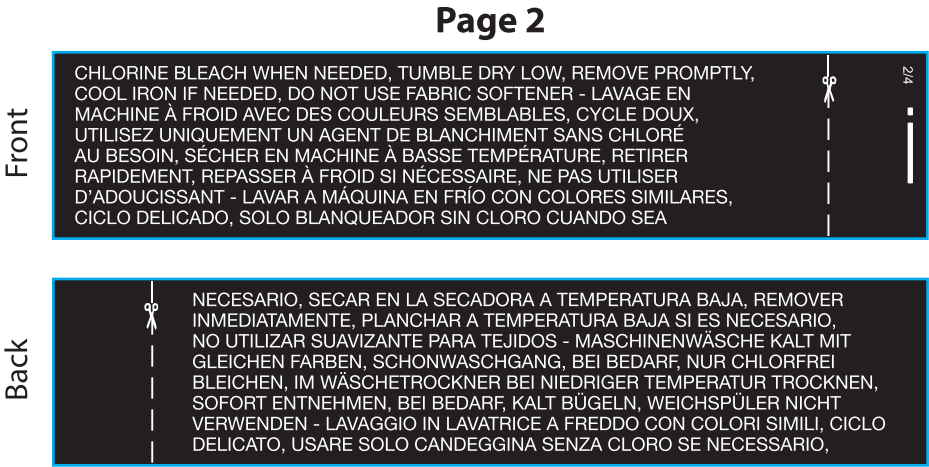 Page 2
Front
CHLORINE BLEACH WHEN NEEDED, TUMBLE DRY LOW, REMOVE PROMPTLY,
COOL IRON IF NEEDED, DO NOT USE FABRIC SOFTENER - LAVAGE EN
MACHINE À FROID AVEC DES COULEURS SEMBLABLES, CYCLE DOUX,
UTILISEZ UNIQUEMENT UN AGENT DE BLANCHIMENT SANS CHLORÉ
AU BESOIN, SÉCHER EN MACHINE À BASSE TEMPÉRATURE, RETIRER
RAPIDEMENT, REPASSER À FROID SI NÉCESSAIRE, NE PAS UTILISER
D'ADOUCISSANT - LAVAR A MÁQUINA EN FRÍO CON COLORES SIMILARES,
CICLO DELICADO, SOLO BLANQUEADOR SIN CLORO CUANDO SEA
2/4
Back
NECESARIO, SECAR EN LA SECADORA A TEMPERATURA BAJA, REMOVER
INMEDIATAMENTE, PLANCHAR A TEMPERATURA BAJA SI ES NECESARIO,
NO UTILIZAR SUAVIZANTE PARA TEJIDOS - MASCHINENWÄSCHE KALT MIT
GLEICHEN FARBEN, SCHONWASCHGANG, BEI BEDARF, NUR CHLORFREI
BLEICHEN, IM WÄSCHETROCKNER BEI NIEDRIGER TEMPERATUR TROCKNEN,
SOFORT ENTNEHMEN, BEI BEDARF, KALT BÜGELN, WEICHSPÜLER NICHT
VERWENDEN - LAVAGGIO IN LAVATRICE A FREDDO CON COLORI SIMILI, CICLO
DELICATO, USARE SOLO CANDEGGINA SENZA CLORO SE NECESSARIO,